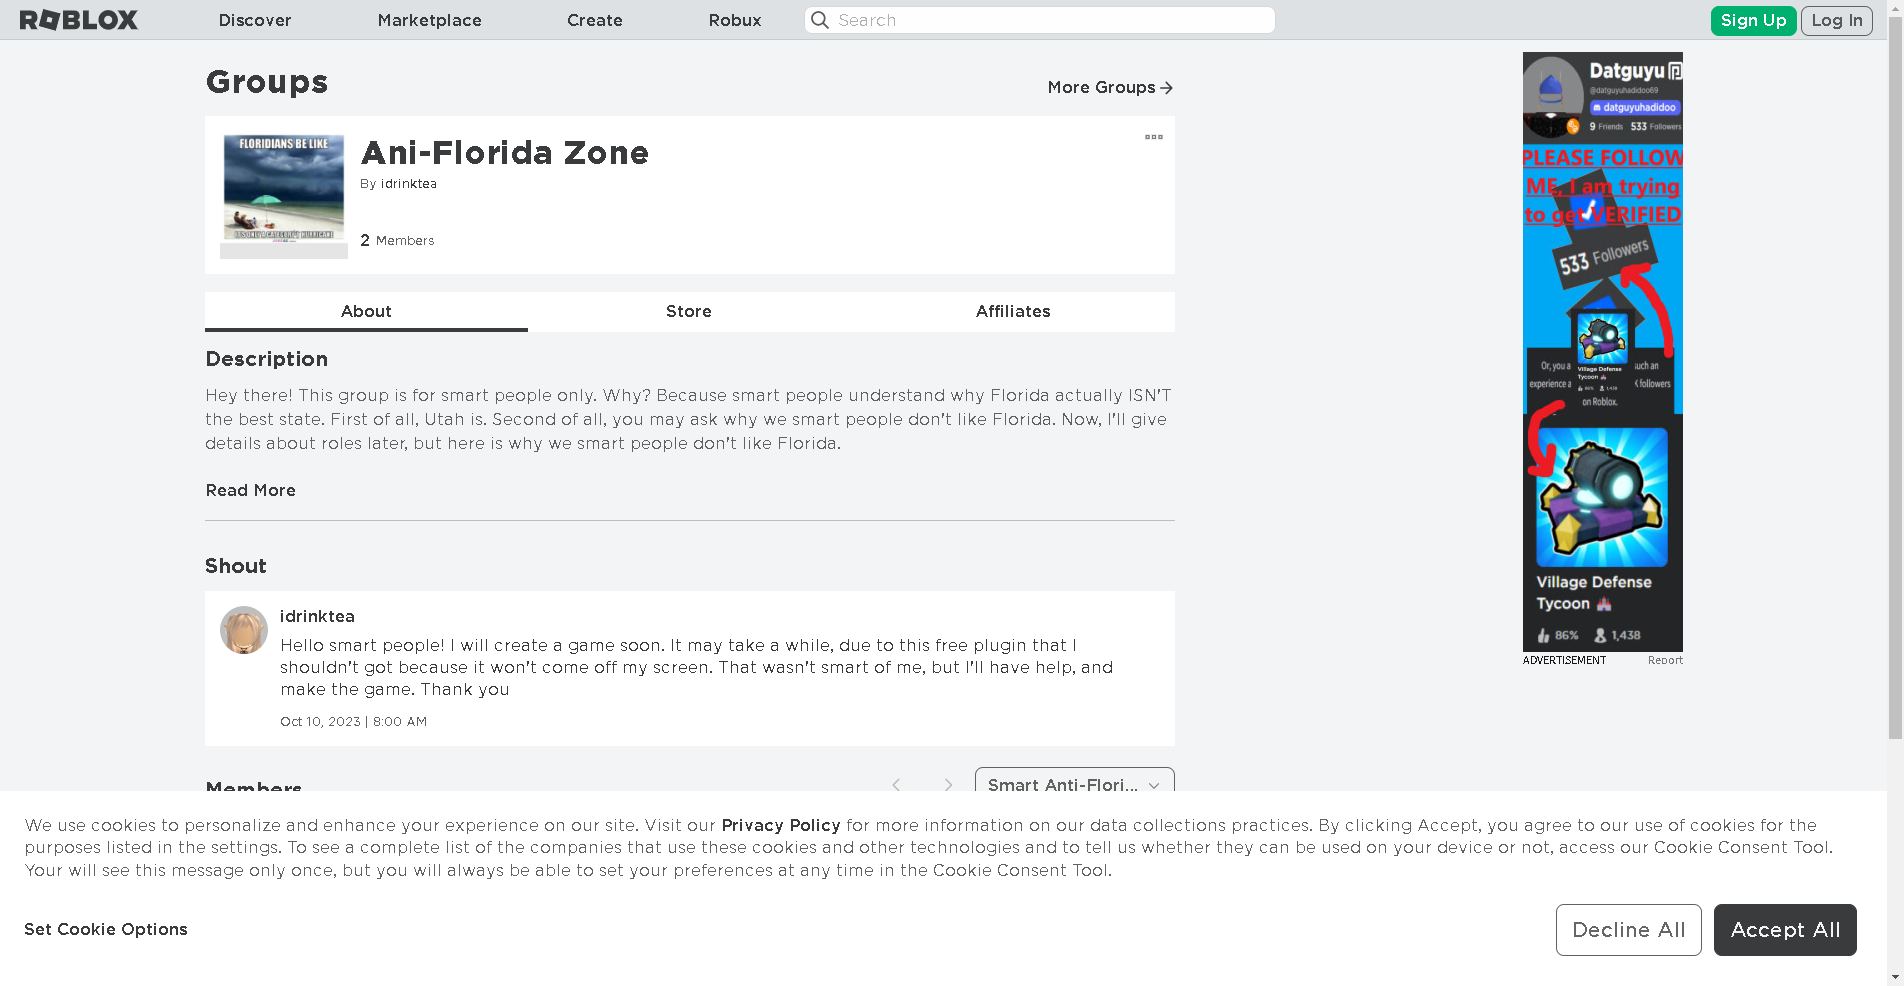 ROBLOX
Discover
Marketplace
Create
Robux
Search
Sign Up
Log In
Groups
More Groups
FLORIDIANS BE LIKE
IT'S ONLY A CATEGORY 1 HURRICANE
Ani-Florida Zone
By idrinktea
2 Members
About
Store
Affiliates
Description
Hey there! This group is for smart people only. Why? Because smart people understand why Florida actually ISN'T
the best state. First of all, Utah is. Second of all, you may ask why we smart people don't like Florida. Now, I'll give
details about roles later, but here is why we smart people don't like Florida.
Read More
Shout
idrinktea
Hello smart people! I will create a game soon. It may take a while, due to this free plugin that I
shouldn't got because it won't come off my screen. That wasn't smart of me, but I'll have help, and
make the game. Thank you
Oct 10, 2023 | 8:00 AM
Members
Smart Anti-Flori...
Datguyu
@datguyuhadidoo69
datguyuhadidoo
9 Friends 533 Followers
PLEASE FOLLOW
ME, I am trying
to get VERIFIED
533 Followers
Or, you a
such an
experience a
K followers
on Roblox.
Village Defense
Tycoon
86% 1,438
Village Defense
Tycoon
86% 1,438
ADVERTISEMENT
Report
We use cookies to personalize and enhance your experience on our site. Visit our Privacy Policy for more information on our data collections practices. By clicking Accept, you agree to our use of cookies for the
purposes listed in the settings. To see a complete list of the companies that use these cookies and other technologies and to tell us whether they can be used on your device or not, access our Cookie Consent Tool.
Your will see this message only once, but you will always be able to set your preferences at any time in the Cookie Consent Tool.
Set Cookie Options
Decline All
Accept All